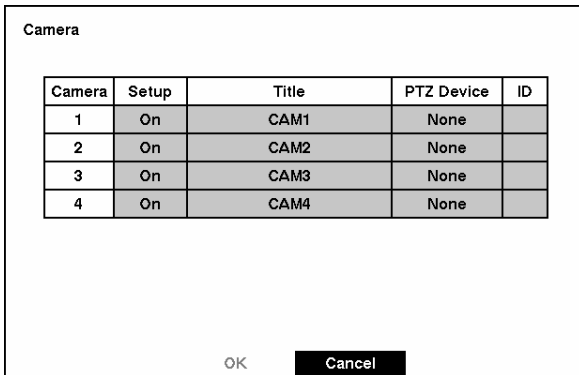 Camera
Camera Setup Title PTZ Device ID
1 On CAM1 None
2 On CAM2 None
3 On CAM3 None
4 On CAM4 None
OK Cancel